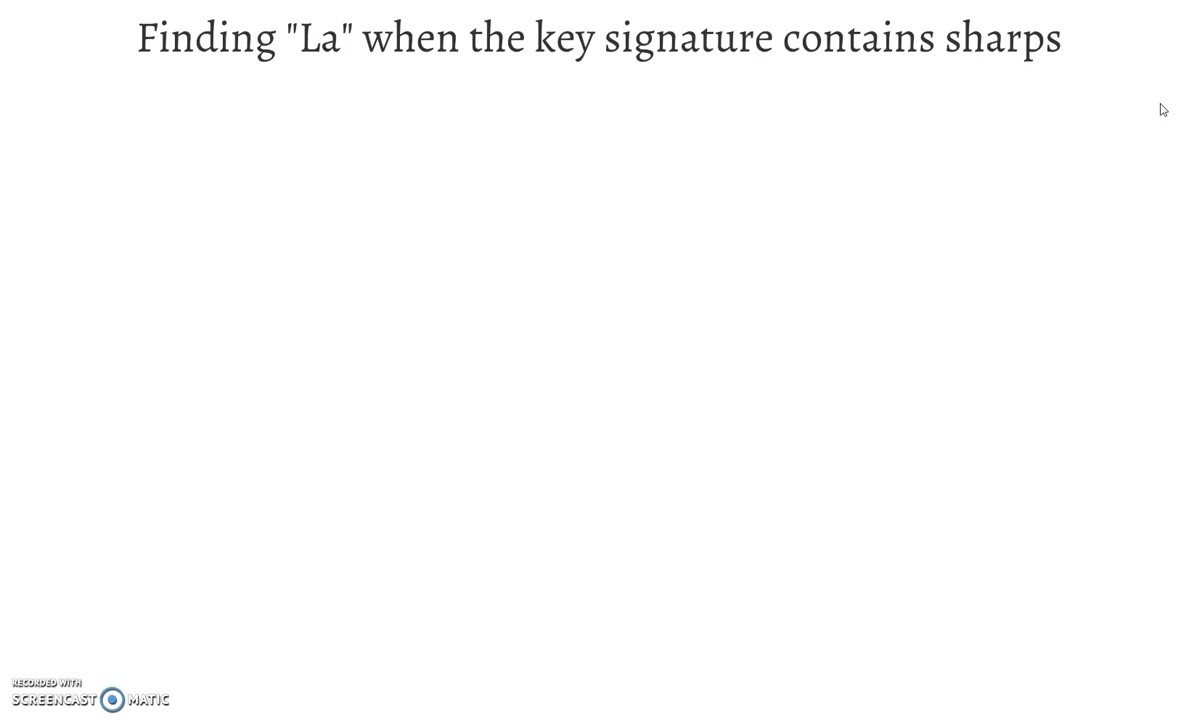 Finding "La" when the key signature contains sharps
RECORDED WITH
SCREENCAST MATIC